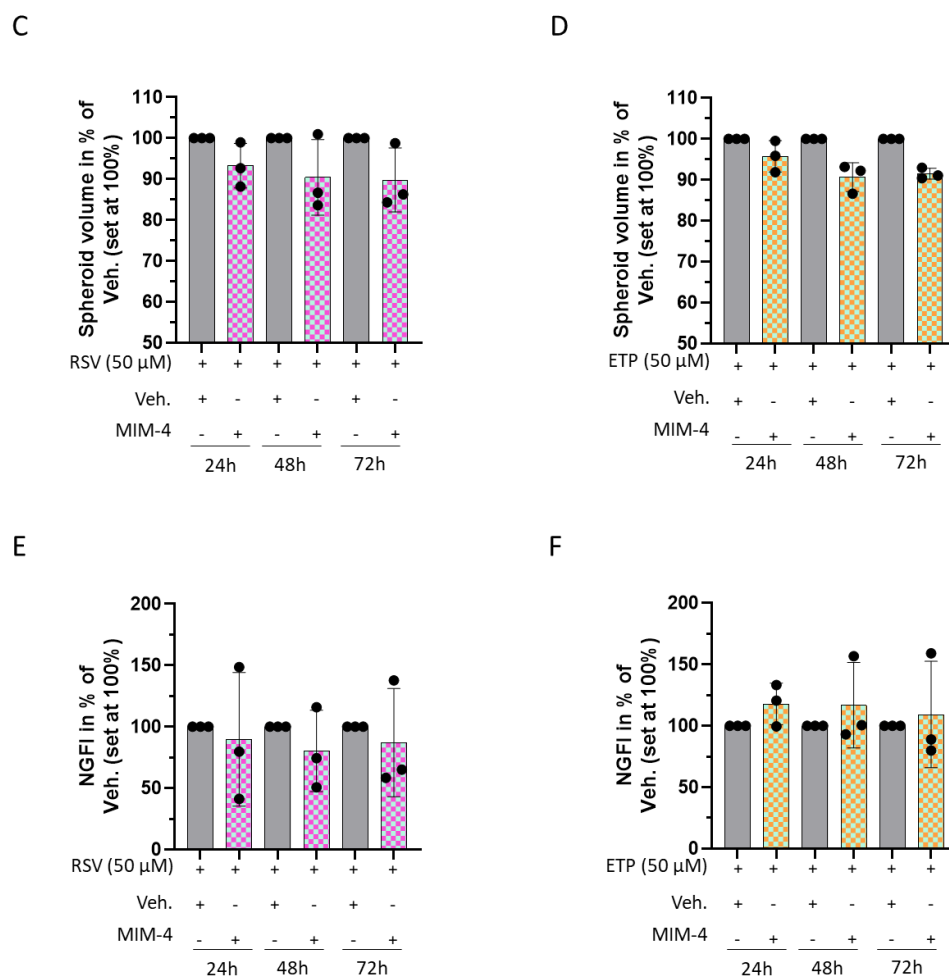 C
Spheroid volume in % of
Veh. (set at 100%)
110
100
90
80
70
60
50
RSV (50 µM) + + + + + +
Veh. + - + - + -
MIM-4 - + - + - +
24h 48h 72h
D
Spheroid volume in % of
Veh. (set at 100%)
110
100
90
80
70
60
50
ETP (50 µM) + + + + + +
Veh. + - + - + -
MIM-4 - + - + - +
24h 48h 72h
E
NGFI in % of
Veh. (set at 100%)
200
150
100
50
0
RSV (50 µM) + + + + + +
Veh. + - + - + -
MIM-4 - + - + - +
24h 48h 72h
F
NGFI in % of
Veh. (set at 100%)
200
150
100
50
0
ETP (50 µM) + + + + + +
Veh. + - + - + -
MIM-4 - + - + - +
24h 48h 72h